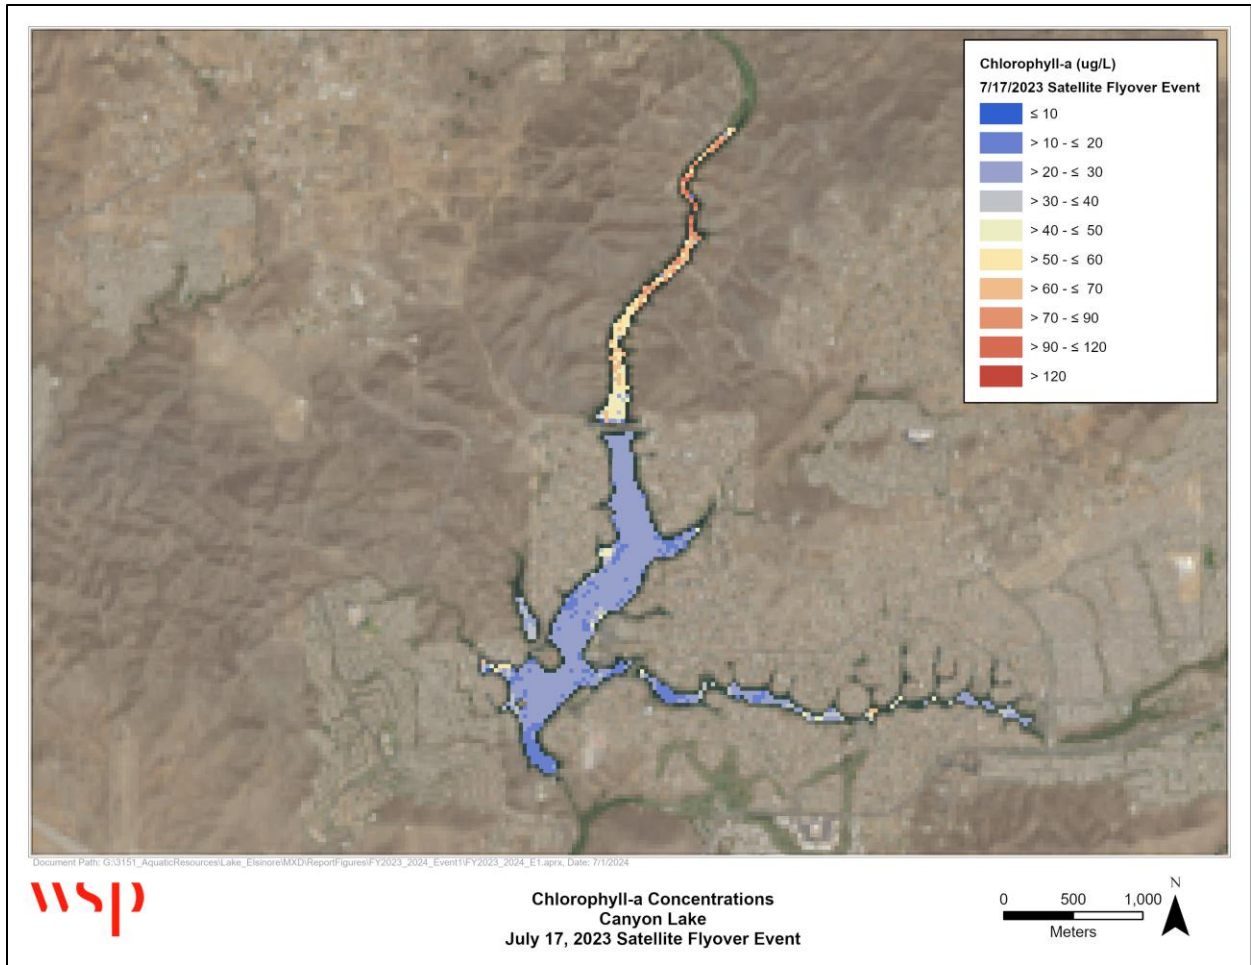 Chlorophyll-a (ug/L)
7/17/2023 Satellite Flyover Event
≤ 10
> 10 - ≤ 20
> 20 - ≤ 30
> 30 - ≤ 40
> 40 - ≤ 50
> 50 - ≤ 60
> 60 - ≤ 70
> 70 - ≤ 90
> 90 - ≤ 120
> 120
Document Path: G:\3151_AquaticResources\Lake_Elsinore\MXD\ReportFigures\FY2023_2024_Event1\FY2023_2024_E1.aprx, Date: 7/1/2024
wsp
Chlorophyll-a Concentrations
Canyon Lake
July 17, 2023 Satellite Flyover Event
0 500 1,000
Meters
N